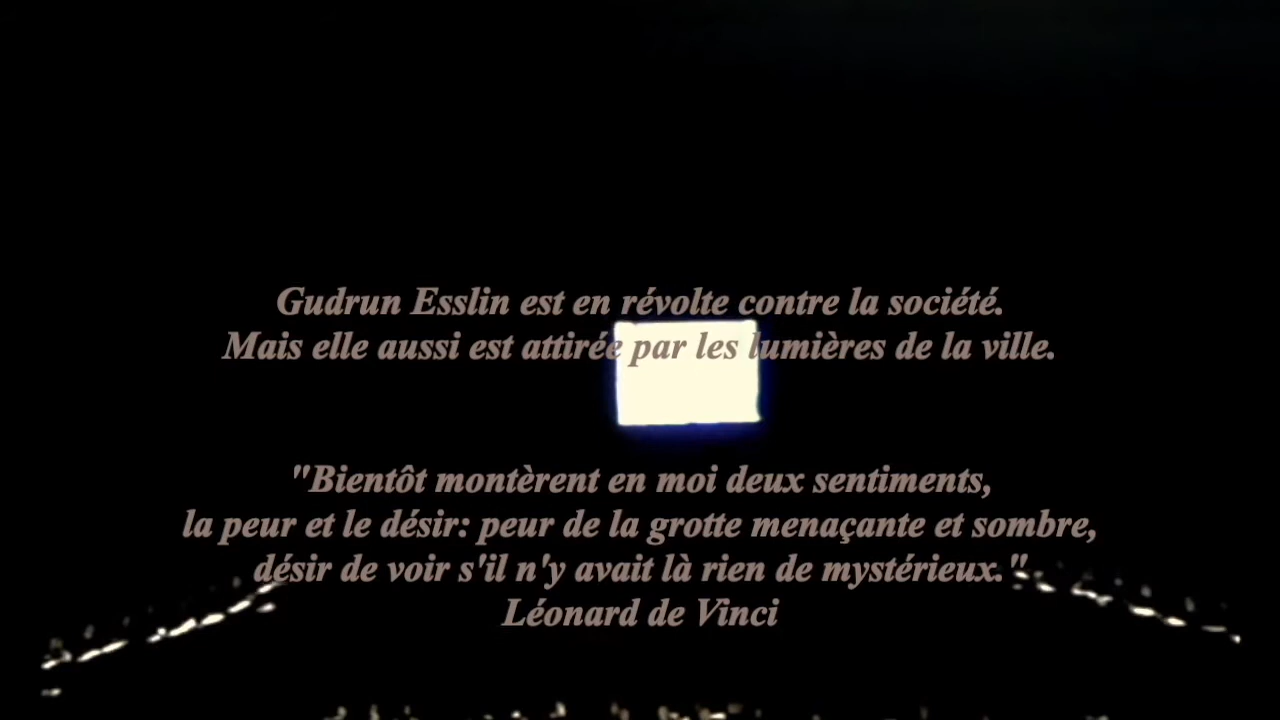 Gudrun Esslin est en révolte contre la société.
Mais elle aussi est attirée par les lumières de la ville.
"Bientôt montèrent en moi deux sentiments,
la peur et le désir: peur de la grotte menaçante et sombre,
désir de voir s'il n'y avait là rien de mystérieux."
Léonard de Vinci